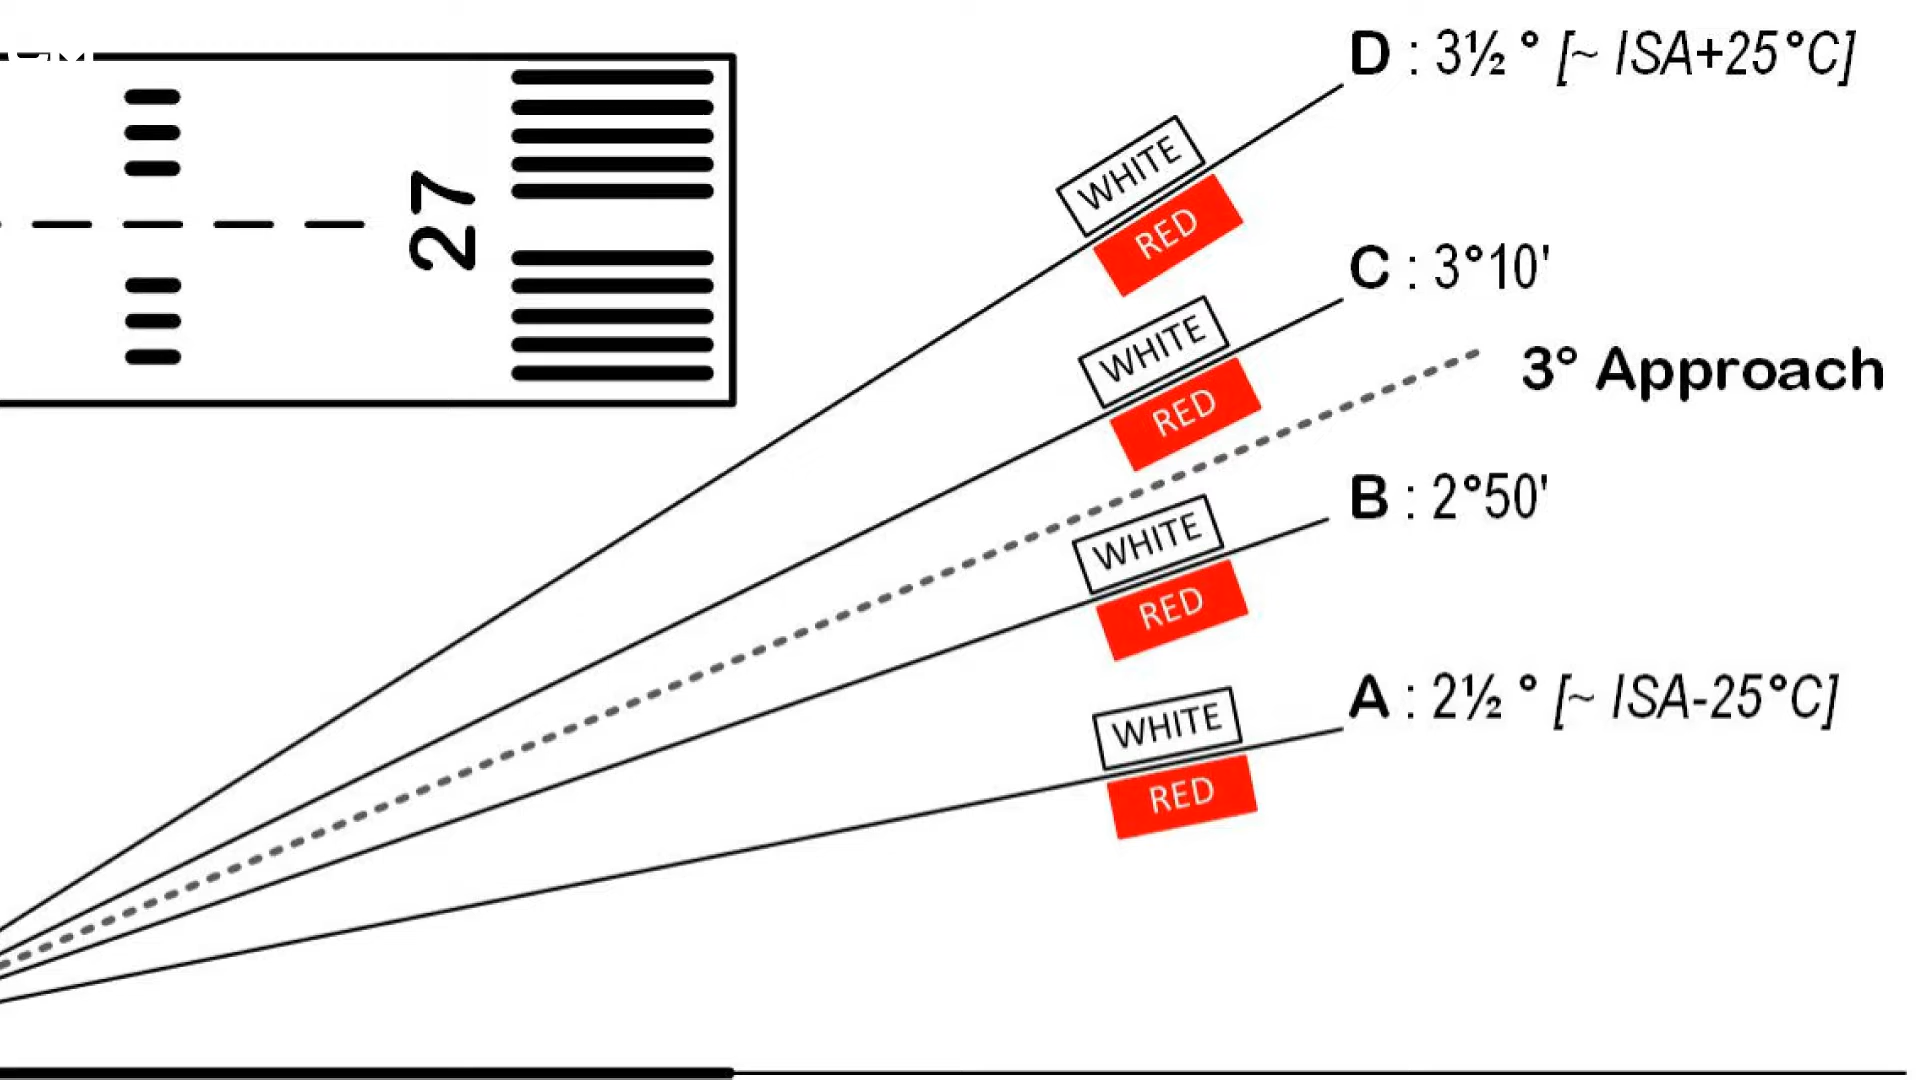 D : 3½ ° [~ ISA+25°C]
WHITE
RED
27
C : 3°10'
WHITE
RED
3° Approach
B : 2°50'
WHITE
RED
A : 2½ ° [~ ISA-25°C]
WHITE
RED